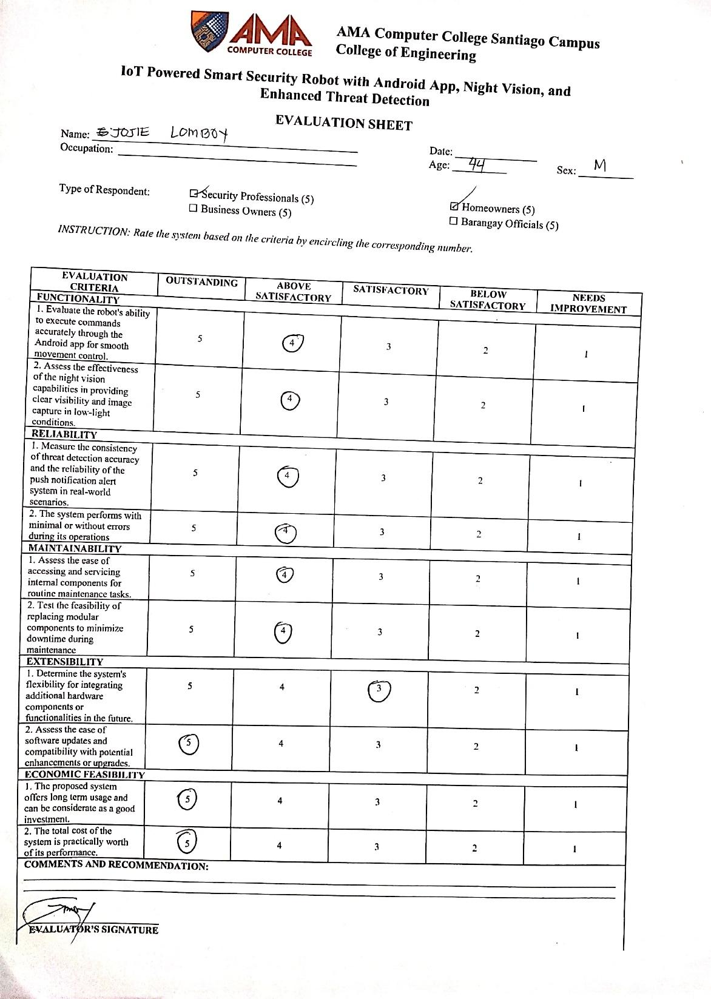 AMA
COMPUTER COLLEGE
AMA Computer College Santiago Campus
College of Engineering
IoT Powered Smart Security Robot with Android App, Night Vision, and
Enhanced Threat Detection
EVALUATION SHEET
Name: JOJIE LOMBOY
Occupation:
Date:
Age: 44
Sex: M
Type of Respondent:
Security Professionals (5)
Homeowners (5)
Business Owners (5)
Barangay Officials (5)
INSTRUCTION: Rate the system based on the criteria by encircling the corresponding number.
EVALUATION CRITERIA OUTSTANDING ABOVE SATISFACTORY SATISFACTORY BELOW SATISFACTORY NEEDS IMPROVEMENT
FUNCTIONALITY
1. Evaluate the robot's ability
to execute commands
accurately through the
Android app for smooth
movement control.
5 4 3 2 1
2. Assess the effectiveness
of the night vision
capabilities in providing
clear visibility and image
capture in low-light
conditions.
5 4 3 2 1
RELIABILITY
1. Measure the consistency
of threat detection accuracy
and the reliability of the
push notification alert
system in real-world
scenarios.
5 4 3 2 1
2. The system performs with
minimal or without errors
during its operations
5 4 3 2 1
MAINTAINABILITY
1. Assess the ease of
accessing and servicing
internal components for
routine maintenance tasks.
5 4 3 2 1
2. Test the feasibility of
replacing modular
components to minimize
downtime during
maintenance
5 4 3 2 1
EXTENSIBILITY
1. Determine the system's
flexibility for integrating
additional hardware
components or
functionalities in the future.
5 4 3 2 1
2. Assess the ease of
software updates and
compatibility with potential
enhancements or upgrades.
5 4 3 2 1
ECONOMIC FEASIBILITY
1. The proposed system
offers long term usage and
can be considerate as a good
investment.
5 4 3 2 1
2. The total cost of the
system is practically worth
of its performance.
5 4 3 2 1
COMMENTS AND RECOMMENDATION:
EVALUATOR'S SIGNATURE